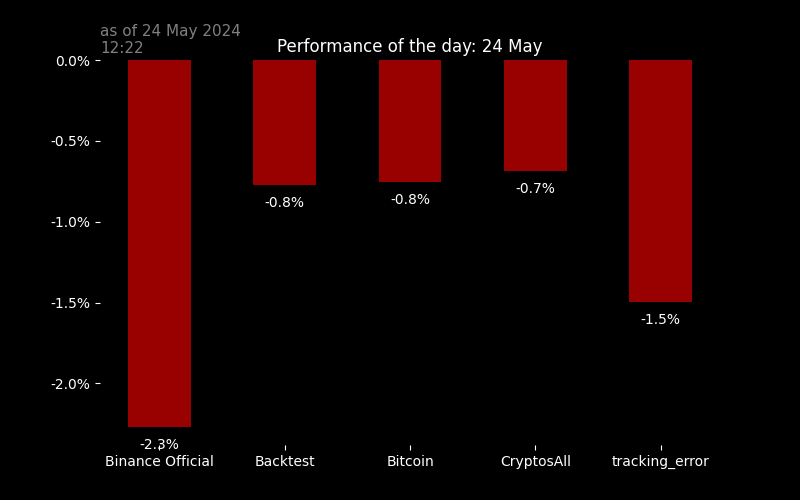 as of 24 May 2024
12:22
Performance of the day: 24 May
0.0%
-0.5%
-1.0%
-1.5%
-2.0%
-2.3%
-0.8%
-0.8%
-0.7%
-1.5%
Binance Official
Backtest
Bitcoin
CryptosAll
tracking_error